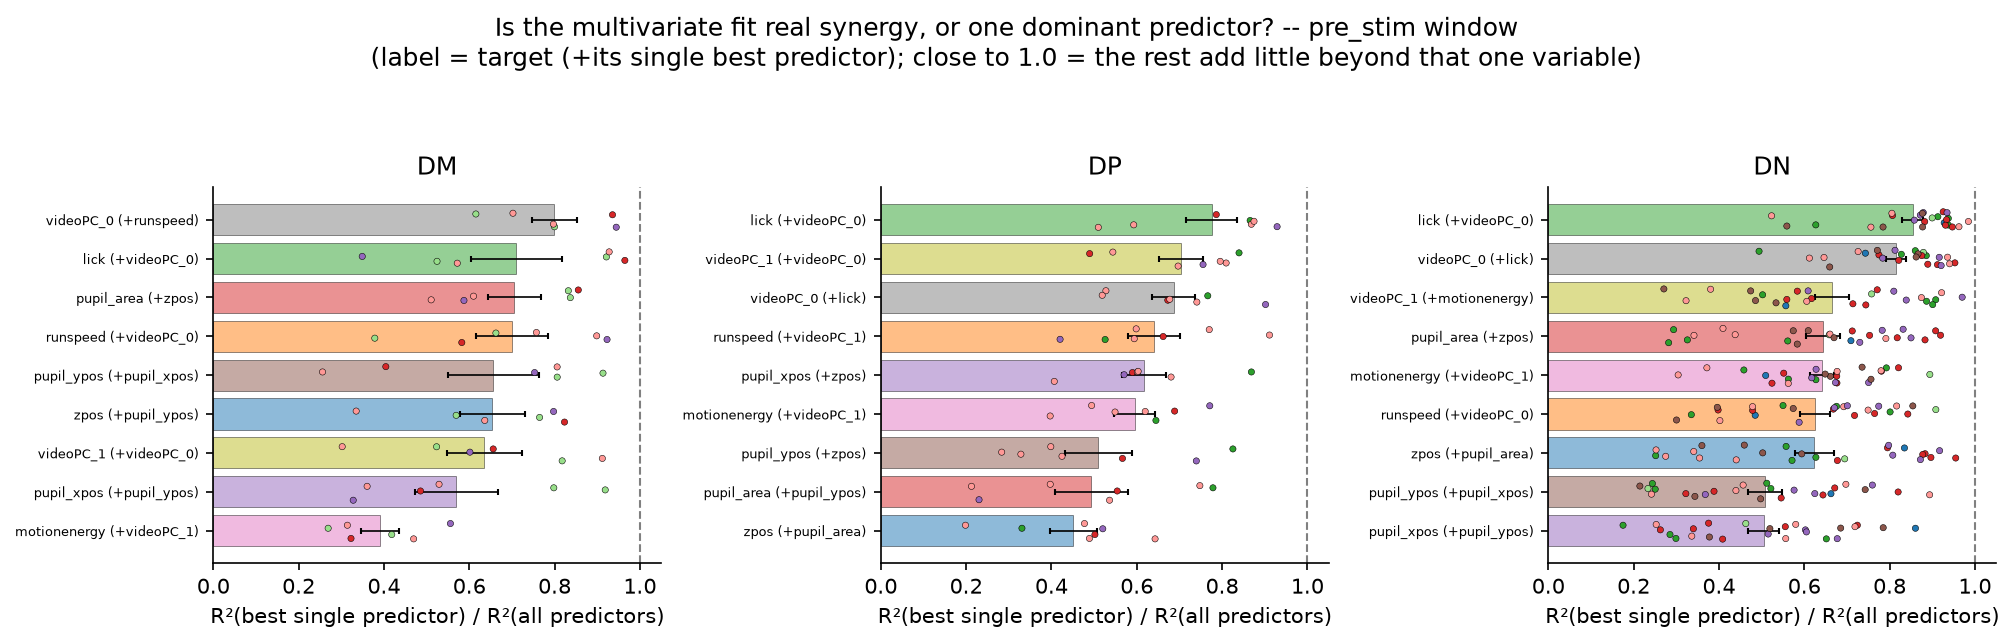 Is the multivariate fit real synergy, or one dominant predictor? -- pre_stim window
(label = target (+its single best predictor); close to 1.0 = the rest add little beyond that one variable)
DM
videoPC_0 (+runspeed)
lick (+videoPC_0)
pupil_area (+zpos)
runspeed (+videoPC_0)
pupil_ypos (+pupil_xpos)
zpos (+pupil_ypos)
videoPC_1 (+videoPC_0)
pupil_xpos (+pupil_ypos)
motionenergy (+videoPC_1)
0.0 0.2 0.4 0.6 0.8 1.0
R²(best single predictor) / R²(all predictors)
DP
lick (+videoPC_0)
videoPC_1 (+videoPC_0)
videoPC_0 (+lick)
runspeed (+videoPC_1)
pupil_xpos (+zpos)
motionenergy (+videoPC_1)
pupil_ypos (+zpos)
pupil_area (+pupil_ypos)
zpos (+pupil_area)
0.0 0.2 0.4 0.6 0.8 1.0
R²(best single predictor) / R²(all predictors)
DN
lick (+videoPC_0)
videoPC_0 (+lick)
videoPC_1 (+motionenergy)
pupil_area (+zpos)
motionenergy (+videoPC_1)
runspeed (+videoPC_0)
zpos (+pupil_area)
pupil_ypos (+pupil_xpos)
pupil_xpos (+pupil_ypos)
0.0 0.2 0.4 0.6 0.8 1.0
R²(best single predictor) / R²(all predictors)